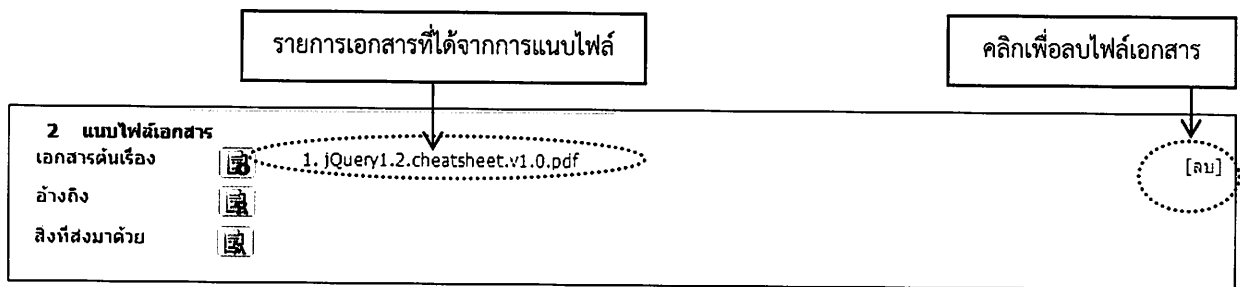 รายการเอกสารที่ได้จากการแนบไฟล์
คลิกเพื่อลบไฟล์เอกสาร
2 แนบไฟล์เอกสาร
เอกสารต้นเรื่อง 1. jQuery1.2.cheatsheet.v1.0.pdf [ลบ]
อ้างถึง
สิ่งที่ส่งมาด้วย